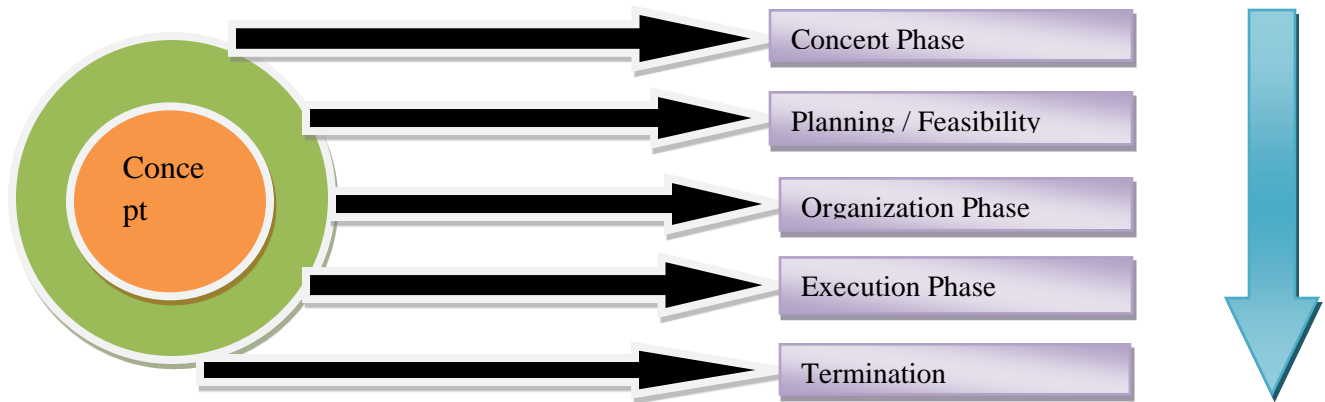 Conce
pt
Concept Phase
Planning / Feasibility
Organization Phase
Execution Phase
Termination